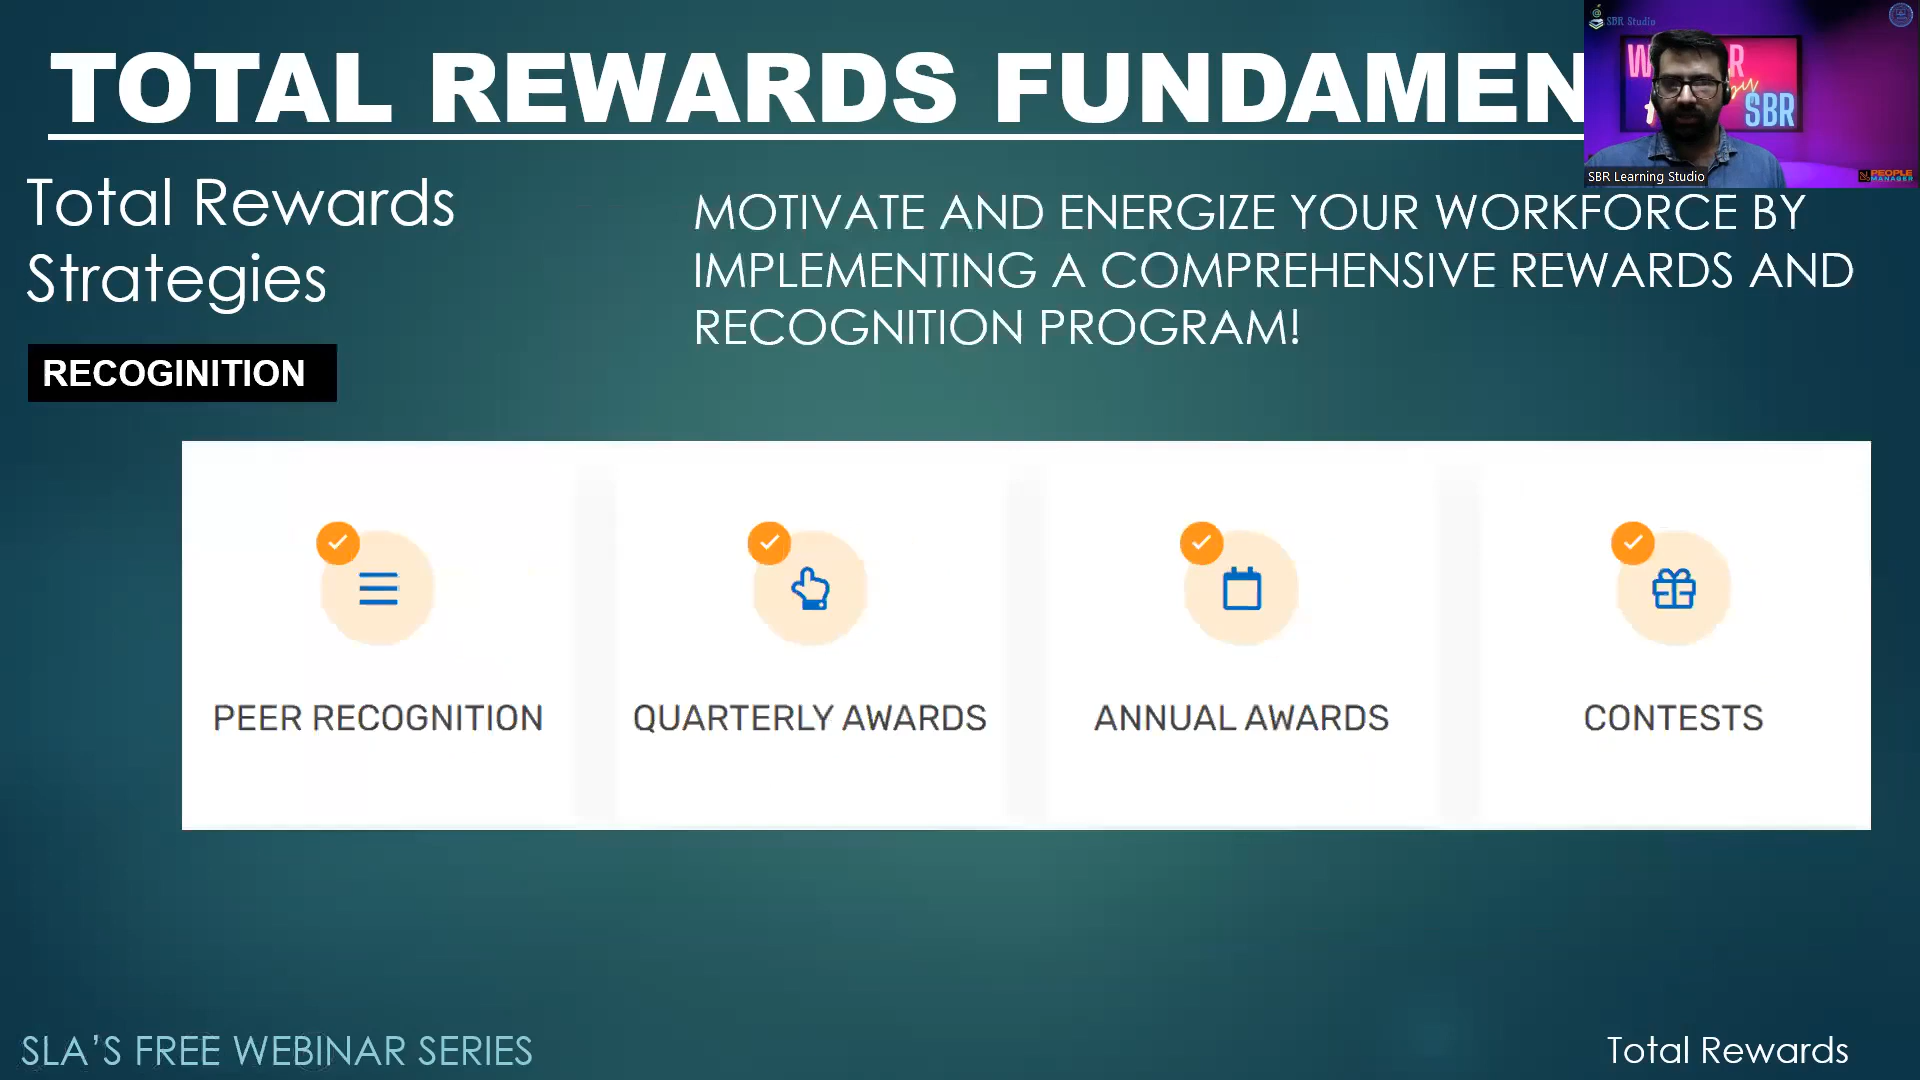 TOTAL REWARDS FUNDAMEN
SBR Studio
SBR
SBR Learning Studio
PEOPLE
MANAGER
Total Rewards
Strategies
RECOGINITION
MOTIVATE AND ENERGIZE YOUR WORKFORCE BY
IMPLEMENTING A COMPREHENSIVE REWARDS AND
RECOGNITION PROGRAM!
PEER RECOGNITION
QUARTERLY AWARDS
ANNUAL AWARDS
CONTESTS
SLA’S FREE WEBINAR SERIES
Total Rewards